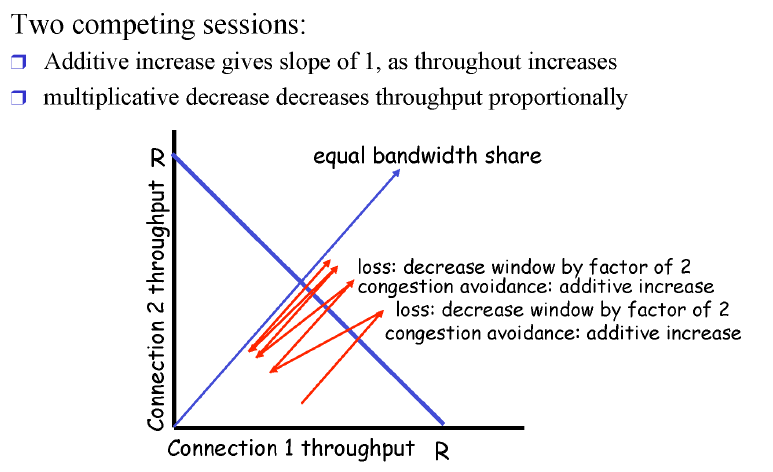 Two competing sessions:
Additive increase gives slope of 1, as throughout increases
multiplicative decrease decreases throughput proportionally
R
equal bandwidth share
Connection 2 throughput
loss: decrease window by factor of 2
congestion avoidance: additive increase
loss: decrease window by factor of 2
congestion avoidance: additive increase
Connection 1 throughput
R